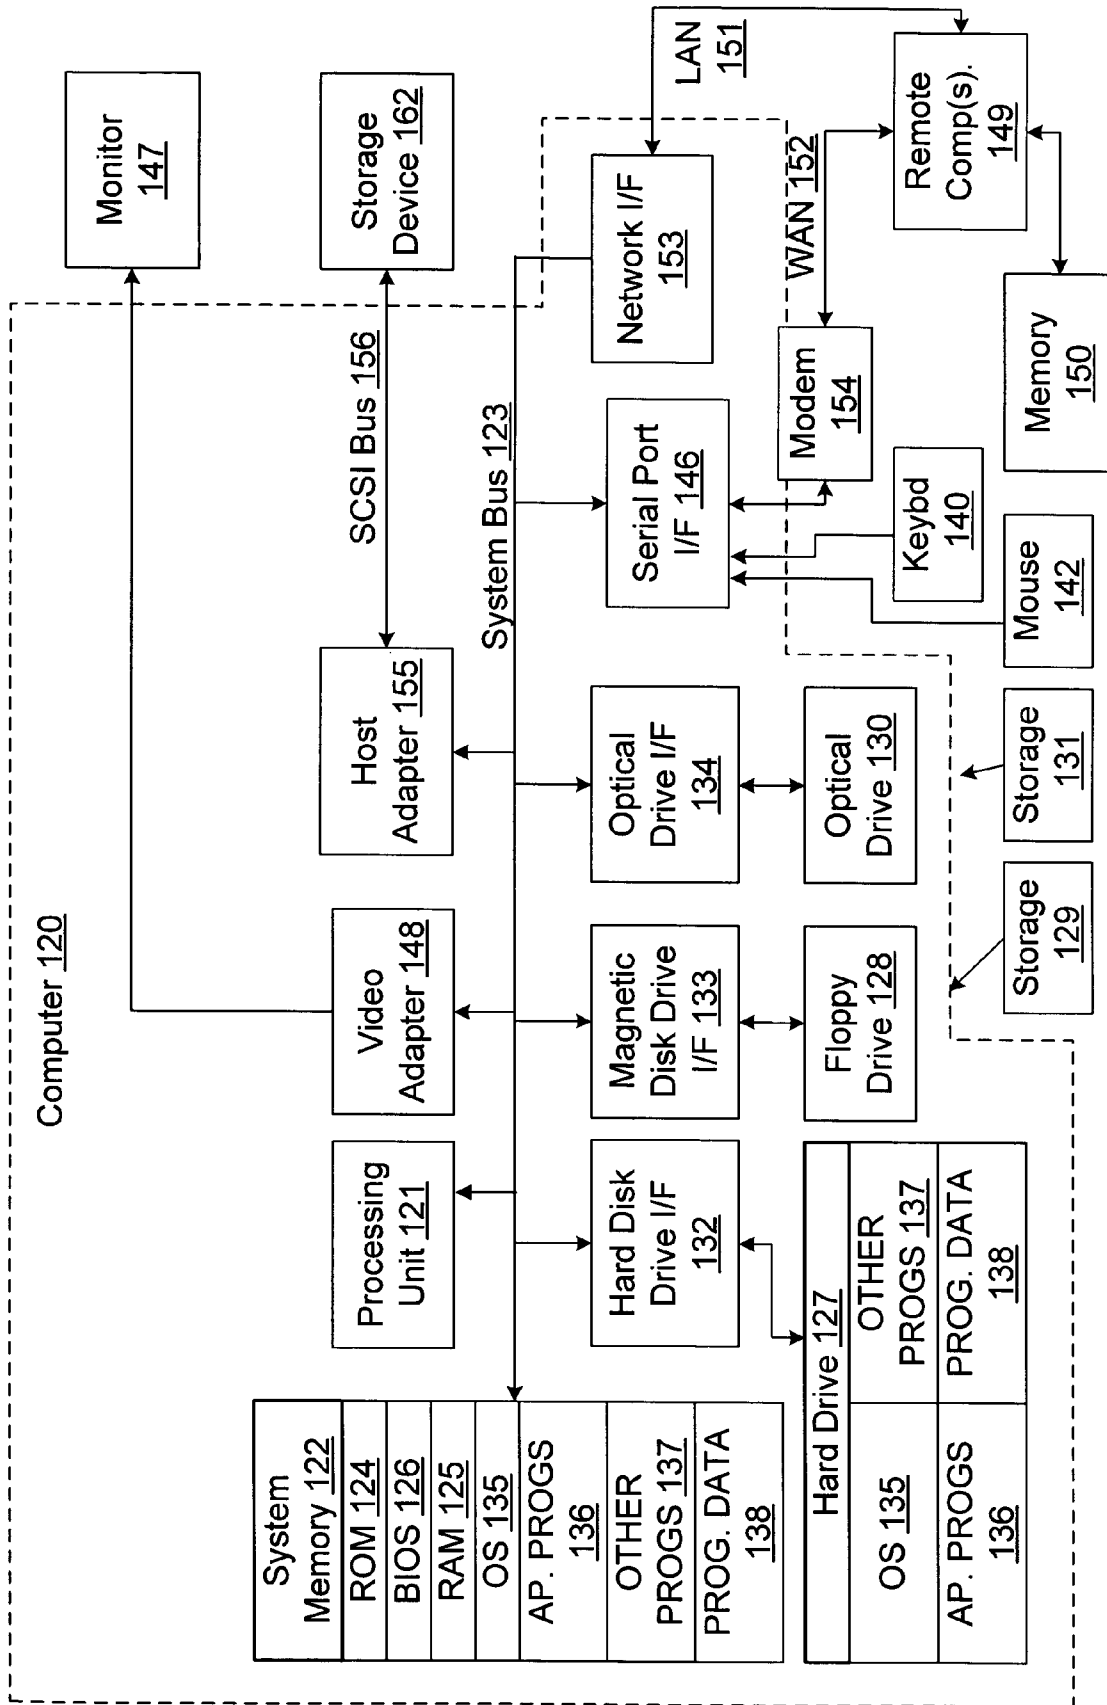 Computer 120
System
Memory 122
ROM 124
BIOS 126
RAM 125
OS 135
AP. PROGS
136
OTHER
PROGS 137
PROG. DATA
138
Processing
Unit 121
Video
Adapter 148
Host
Adapter 155
Monitor
147
Storage
Device 162
SCSI Bus 156
System Bus 123
Hard Disk
Drive I/F
132
Magnetic
Disk Drive
I/F 133
Optical
Drive I/F
134
Serial Port
I/F 146
Network I/F
153
LAN
151
Hard Drive 127
OS 135
OTHER
PROGS 137
AP. PROGS
136
PROG. DATA
138
Floppy
Drive 128
Optical
Drive 130
Modem
154
WAN 152
Remote
Comp(s).
149
Storage
129
Storage
131
Mouse
142
Keybd
140
Memory
150